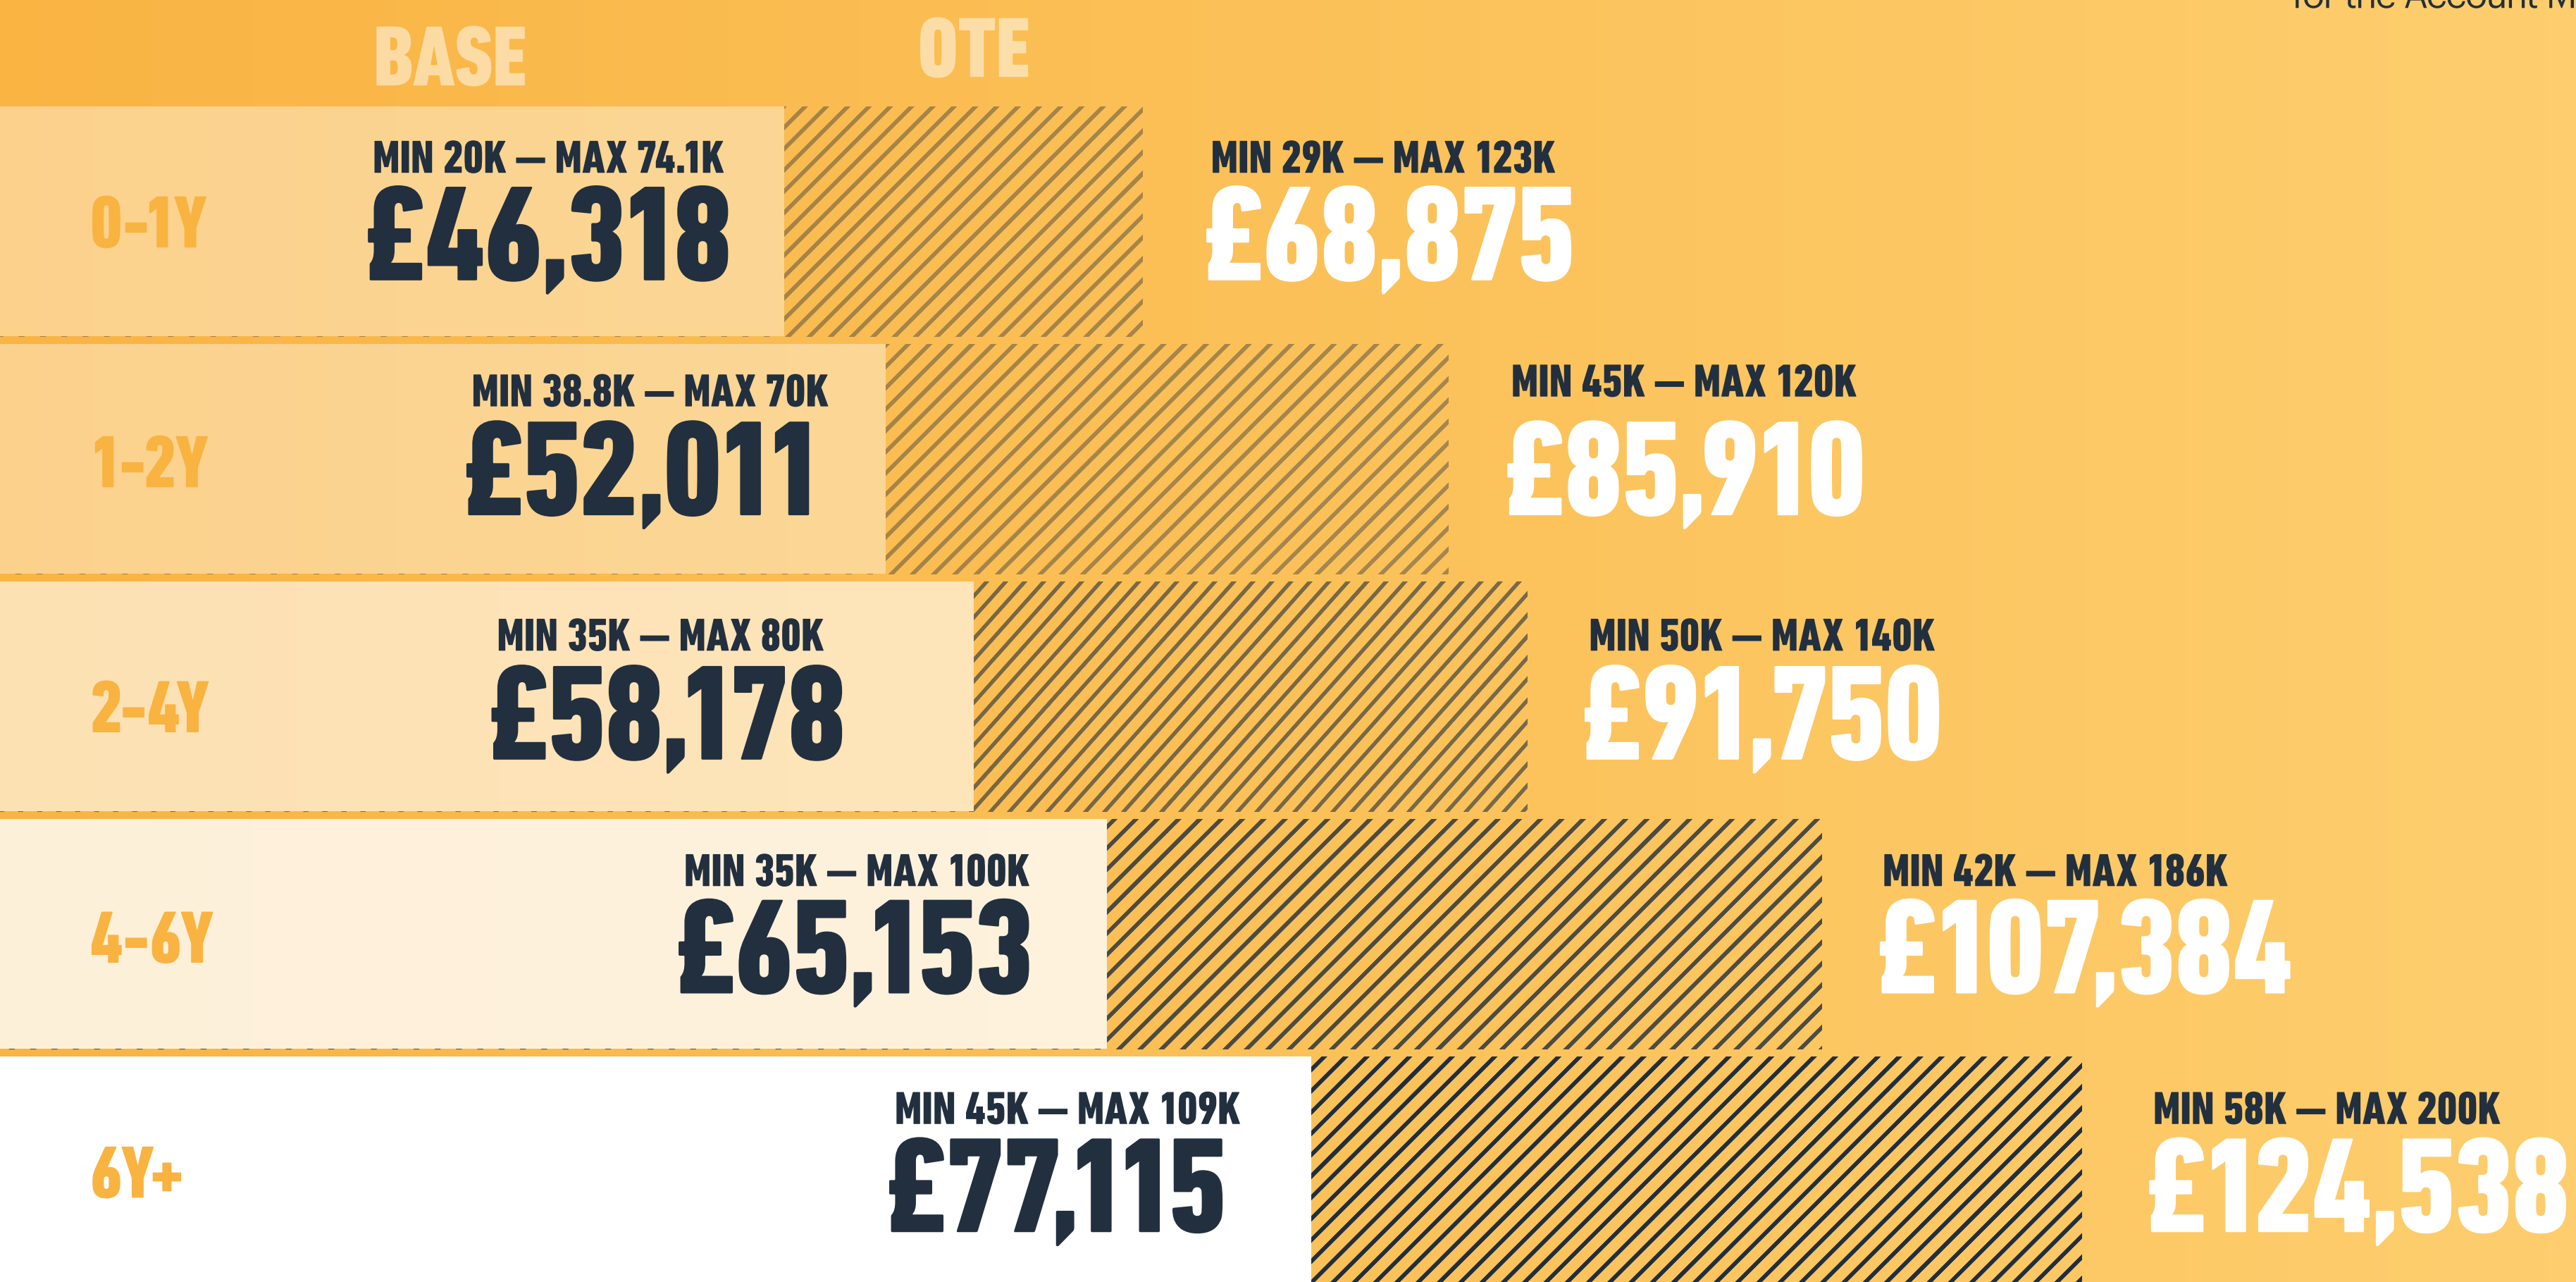 for the Account
BASE
OTE
MIN 20K — MAX 74.1K
MIN 29K — MAX 123K
0-1Y
£46,318
£68,875
MIN 38.8K — MAX 70K
MIN 45K — MAX 120K
1-2Y
£52,011
£85,910
MIN 35K — MAX 80K
MIN 50K — MAX 140K
2-4Y
£58,178
£91,750
MIN 35K — MAX 100K
MIN 42K — MAX 186K
4-6Y
£65,153
£107,384
MIN 45K — MAX 109K
MIN 58K — MAX 200K
6Y+
£77,115
£124,538